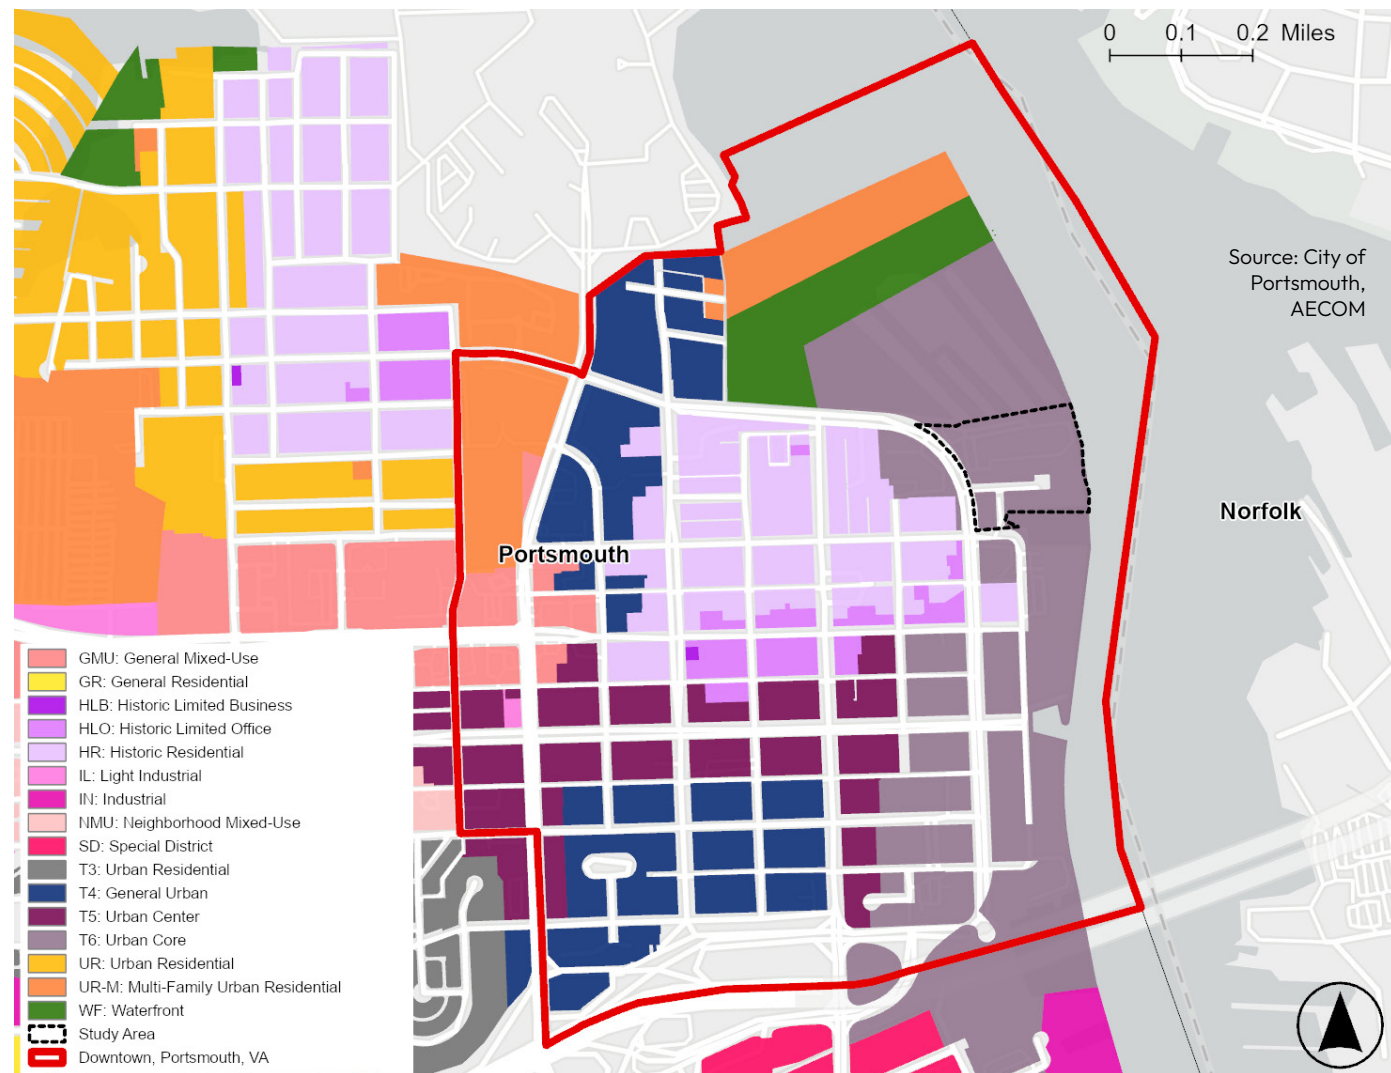 0 0.1 0.2 Miles
Source: City of
Portsmouth,
AECOM
Norfolk
Portsmouth
GMU: General Mixed-Use
GR: General Residential
HLB: Historic Limited Business
HLO: Historic Limited Office
HR: Historic Residential
IL: Light Industrial
IN: Industrial
NMU: Neighborhood Mixed-Use
SD: Special District
T3: Urban Residential
T4: General Urban
T5: Urban Center
T6: Urban Core
UR: Urban Residential
UR-M: Multi-Family Urban Residential
WF: Waterfront
Study Area
Downtown, Portsmouth, VA